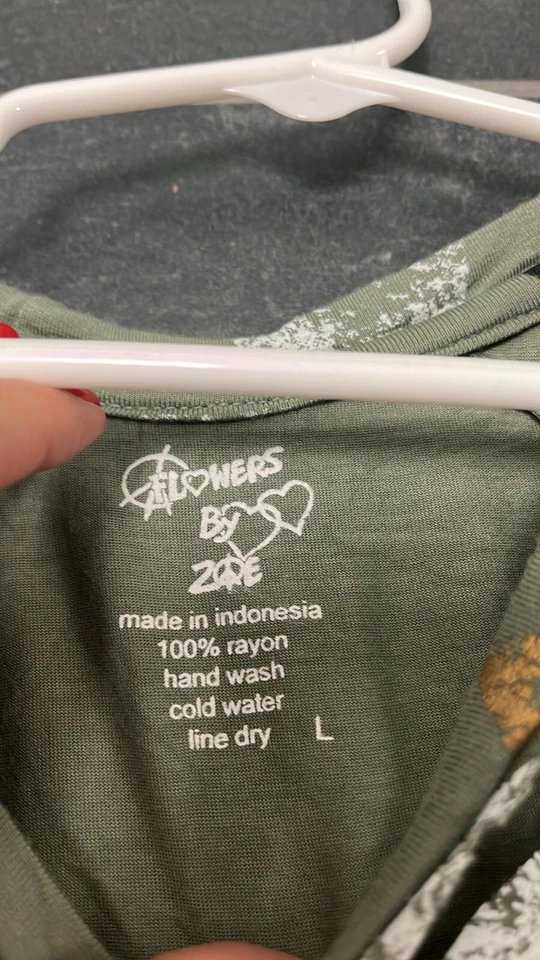 FLOWERS
By
ZOE
made in indonesia
100% rayon
hand wash
cold water
line dry L